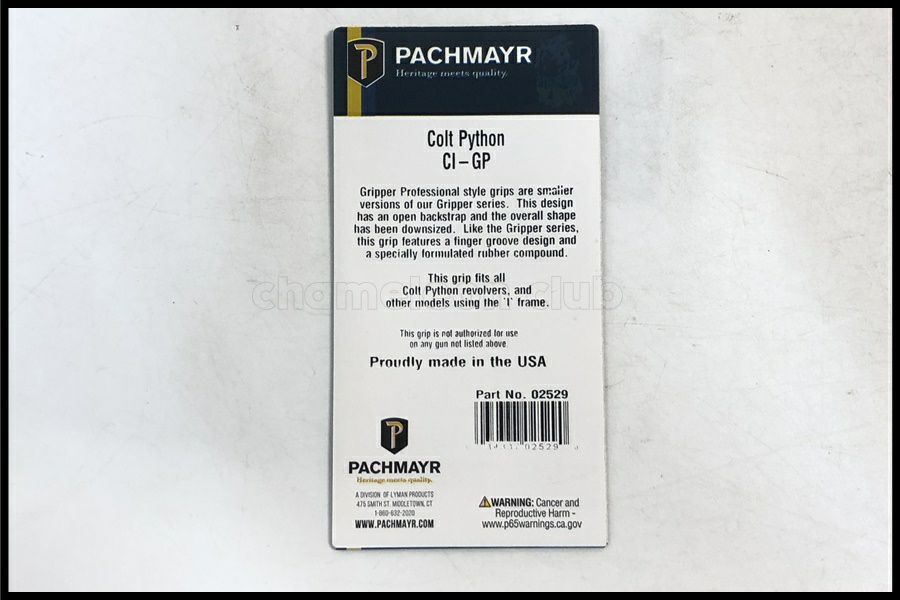 PACHMAYR
Heritage meets quality.
Colt Python
CI – GP
Gripper Professional style grips are smaller
versions of our Gripper series. This design
has an open backstrap and the overall shape
has been downsized. Like the Gripper series,
this grip features a finger groove design and
a specially formulated rubber compound.
This grip fits all
Colt Python revolvers, and
other models using the 'I' frame.
chameleon club
This grip is not authorized for use
on any gun not listed above.
Proudly made in the USA
Part No. 02529
02529
PACHMAYR
Heritage meets quality.
A DIVISION OF LYMAN PRODUCTS
475 SMITH ST. MIDDLETOWN, CT
1-860-632-2020
WWW.PACHMAYR.COM
WARNING: Cancer and
Reproductive Harm -
www.p65warnings.ca.gov